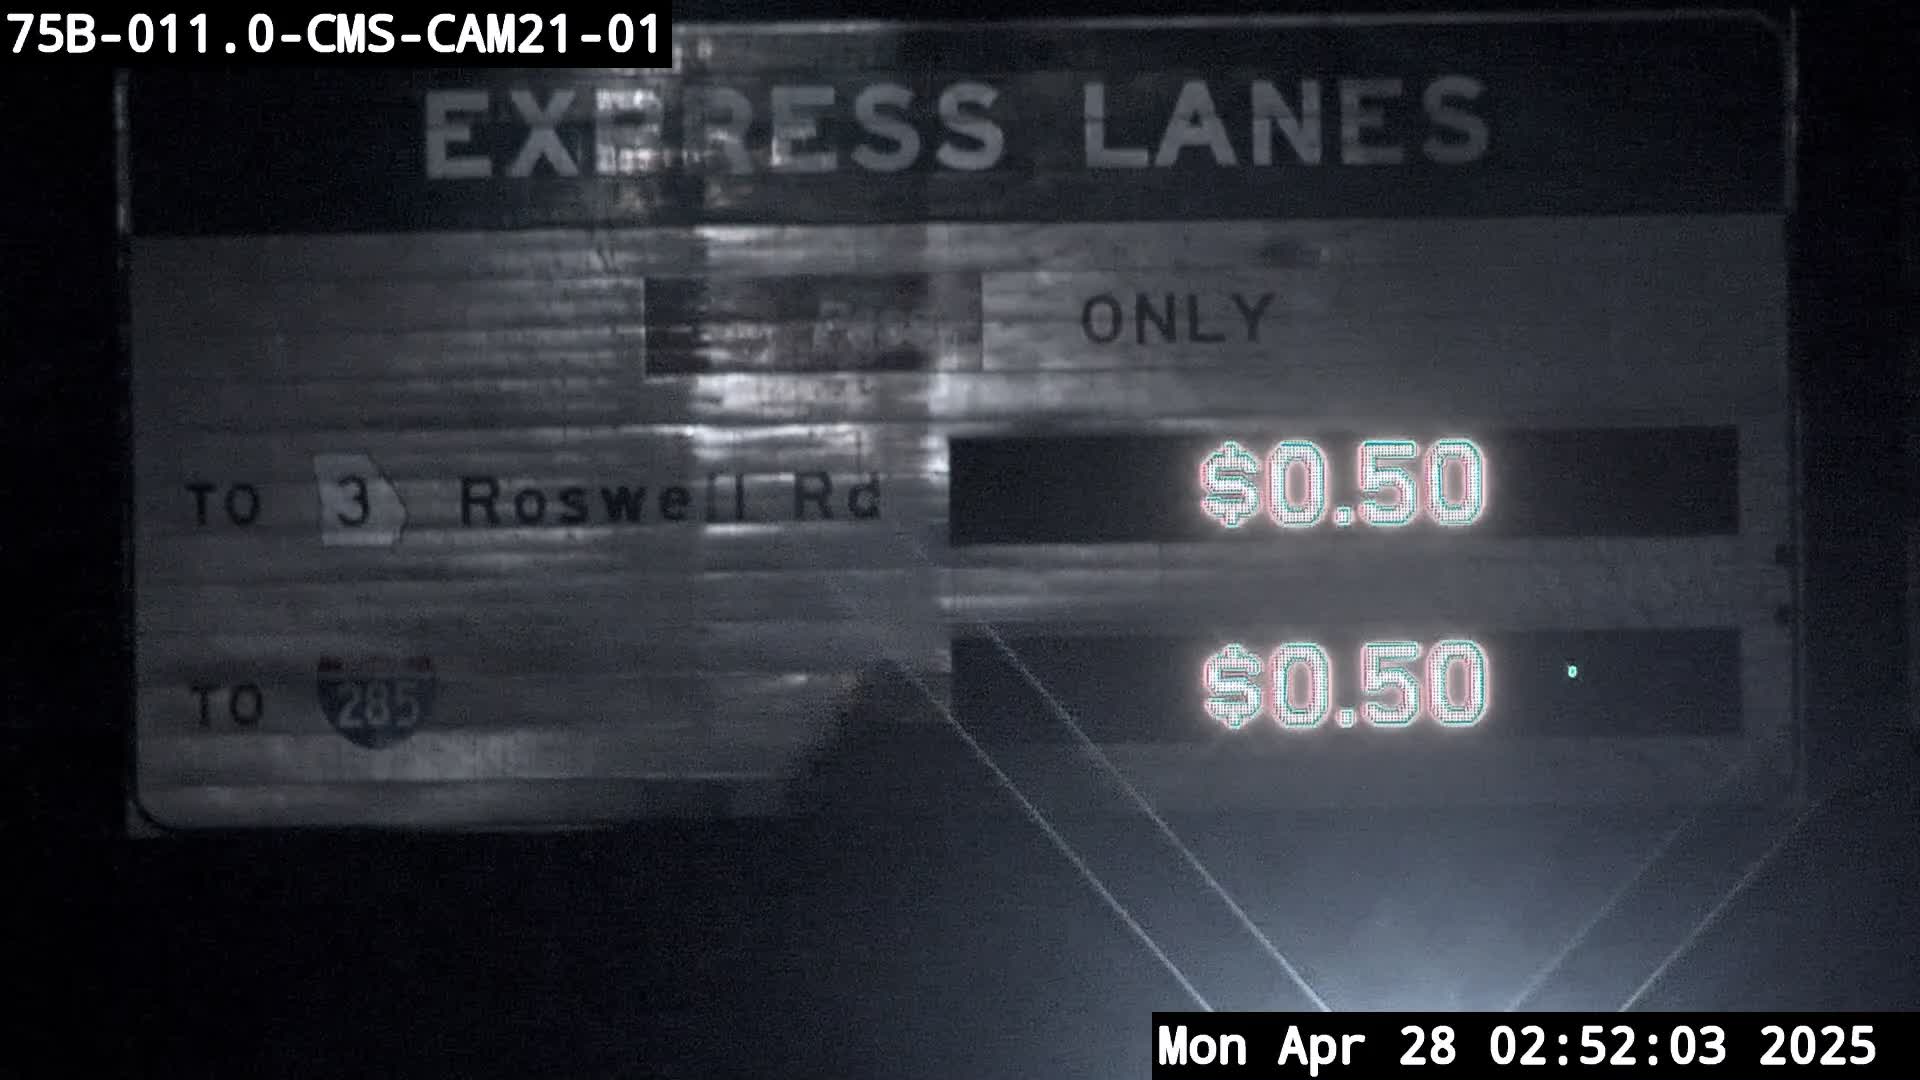 75B-011.0-CMS-CAM21-01
EXPRESS LANES
ONLY
TO 3 Roswell Rd $0.50
TO 285 $0.50
Mon Apr 28 02:52:03 2025